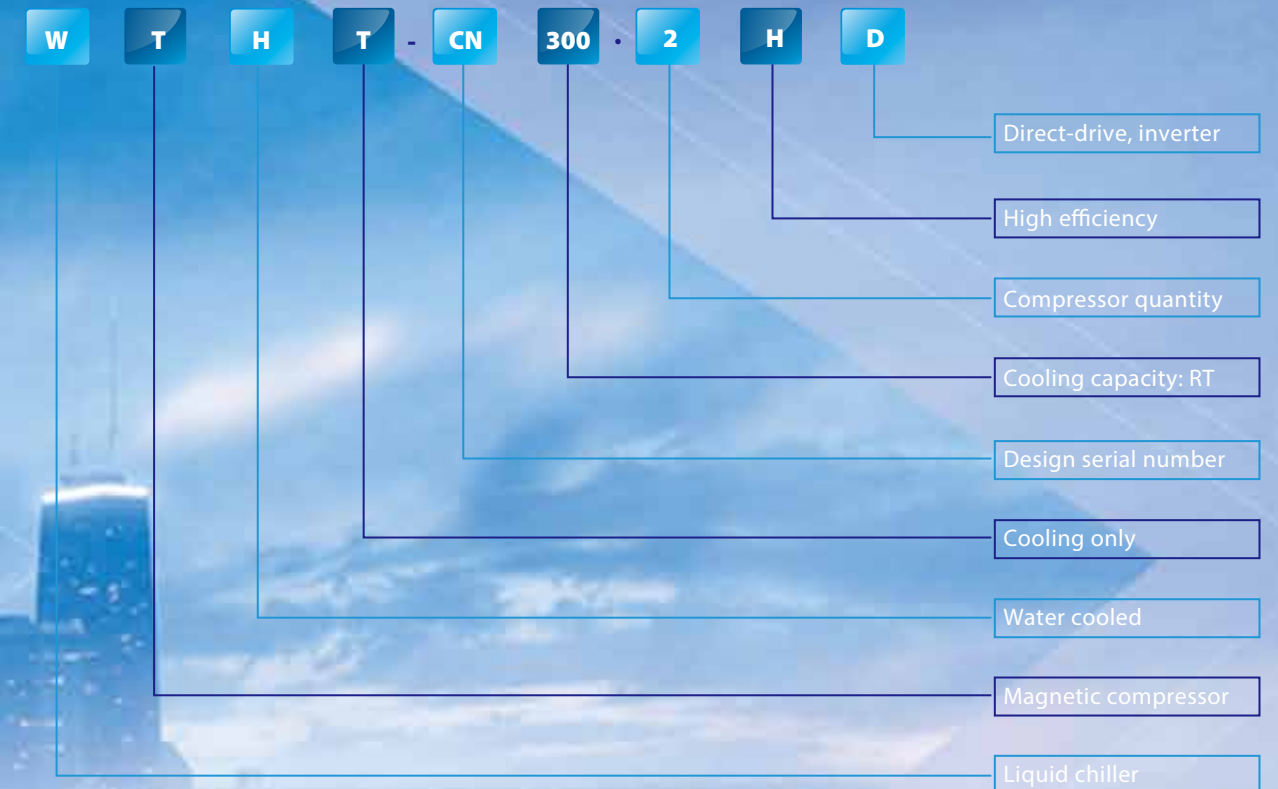 W T H T - CN 300 · 2 H D
Direct-drive, inverter
High efficiency
Compressor quantity
Cooling capacity: RT
Design serial number
Cooling only
Water cooled
Magnetic compressor
Liquid chiller